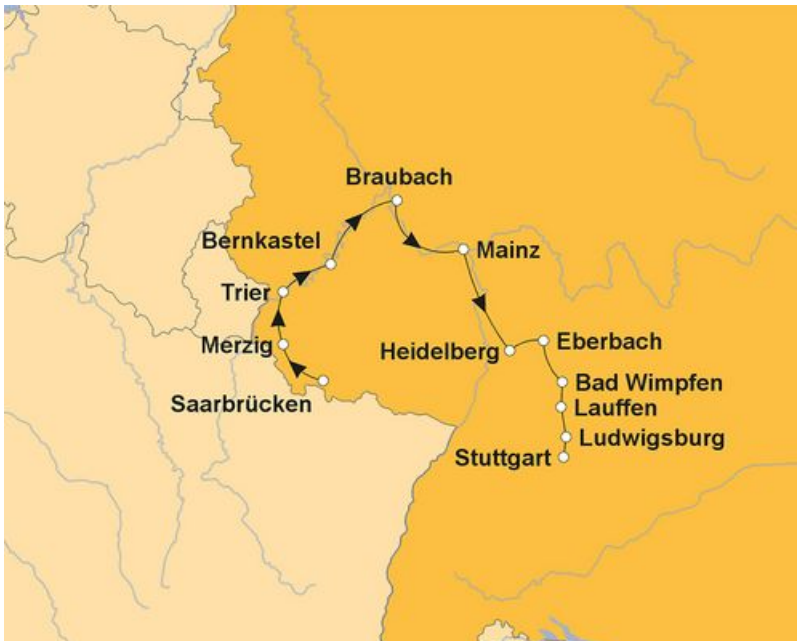 Braubach
Bernkastel
Mainz
Trier
Merzig
Heidelberg
Eberbach
Saarbrücken
Bad Wimpfen
Lauffen
Ludwigsburg
Stuttgart